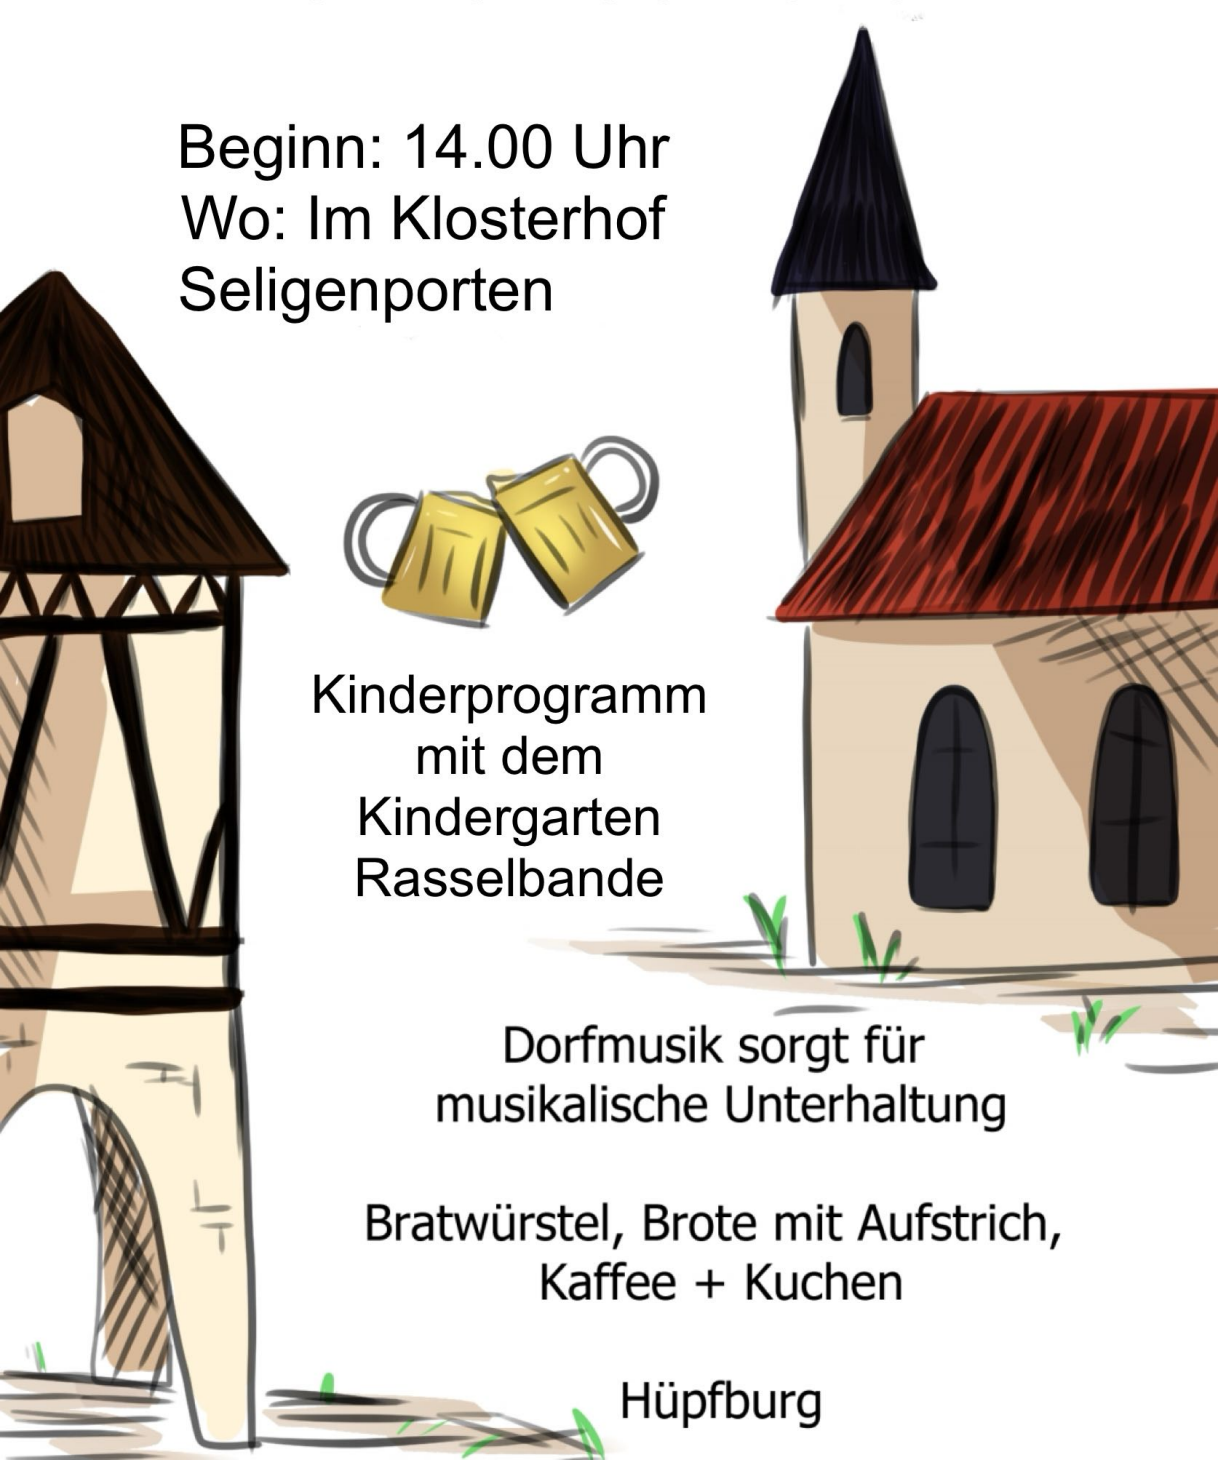 Beginn: 14.00 Uhr
Wo: Im Klosterhof
Seligenporten
Kinderprogramm
mit dem
Kindergarten
Rasselbande
Dorfmusik sorgt für
musikalische Unterhaltung
Bratwürstel, Brote mit Aufstrich,
Kaffee + Kuchen
Hüpfburg